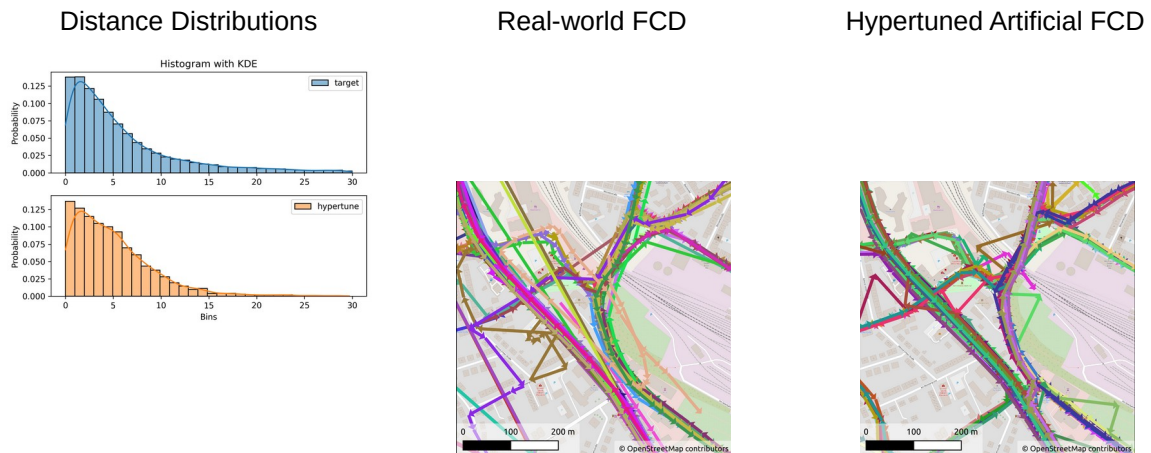 Distance Distributions
Real-world FCD
Hypertuned Artificial FCD
Histogram with KDE
target
Probability
0.125
0.100
0.075
0.050
0.025
0.000
0 5 10 15 20 25 30
hypertune
Probability
0.125
0.100
0.075
0.050
0.025
0.000
0 5 10 15 20 25 30
Bins
0 100 200 m
© OpenStreetMap contributors
0 100 200 m
© OpenStreetMap contributors